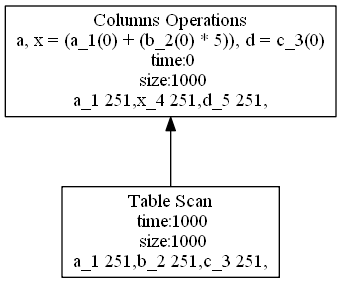 Columns Operations
a, x = (a_1(0) + (b_2(0) * 5)), d = c_3(0)
time:0
size:1000
a_1 251,x_4 251,d_5 251,
Table Scan
time:1000
size:1000
a_1 251,b_2 251,c_3 251,